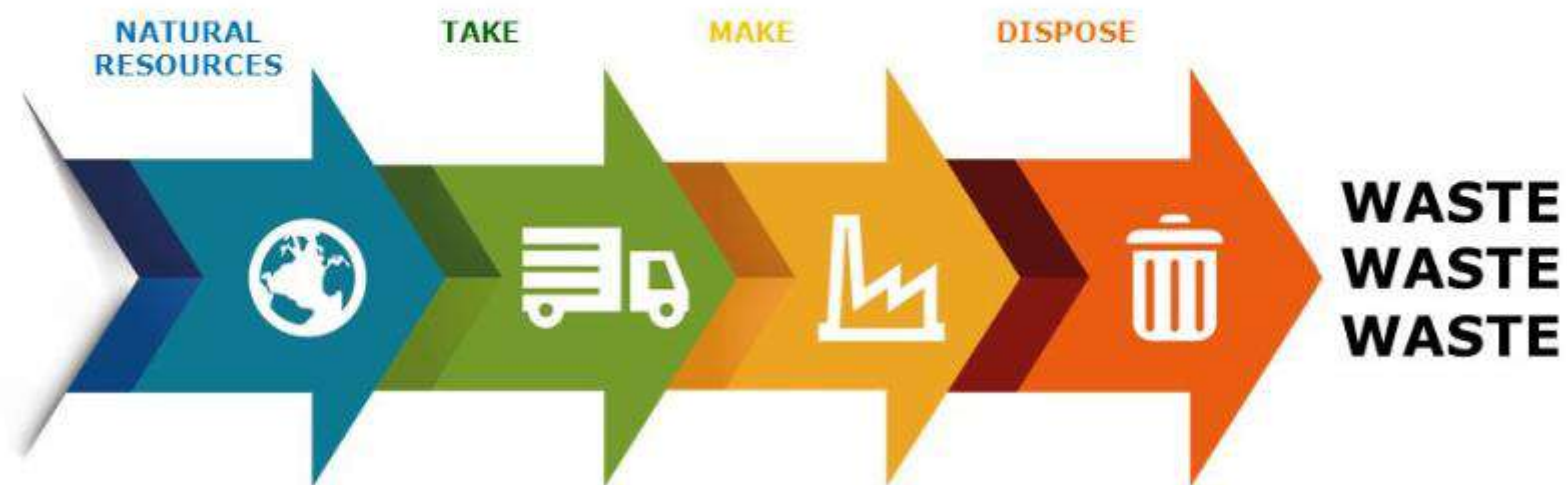 NATURAL
RESOURCES
TAKE
MAKE
DISPOSE
WASTE
WASTE
WASTE